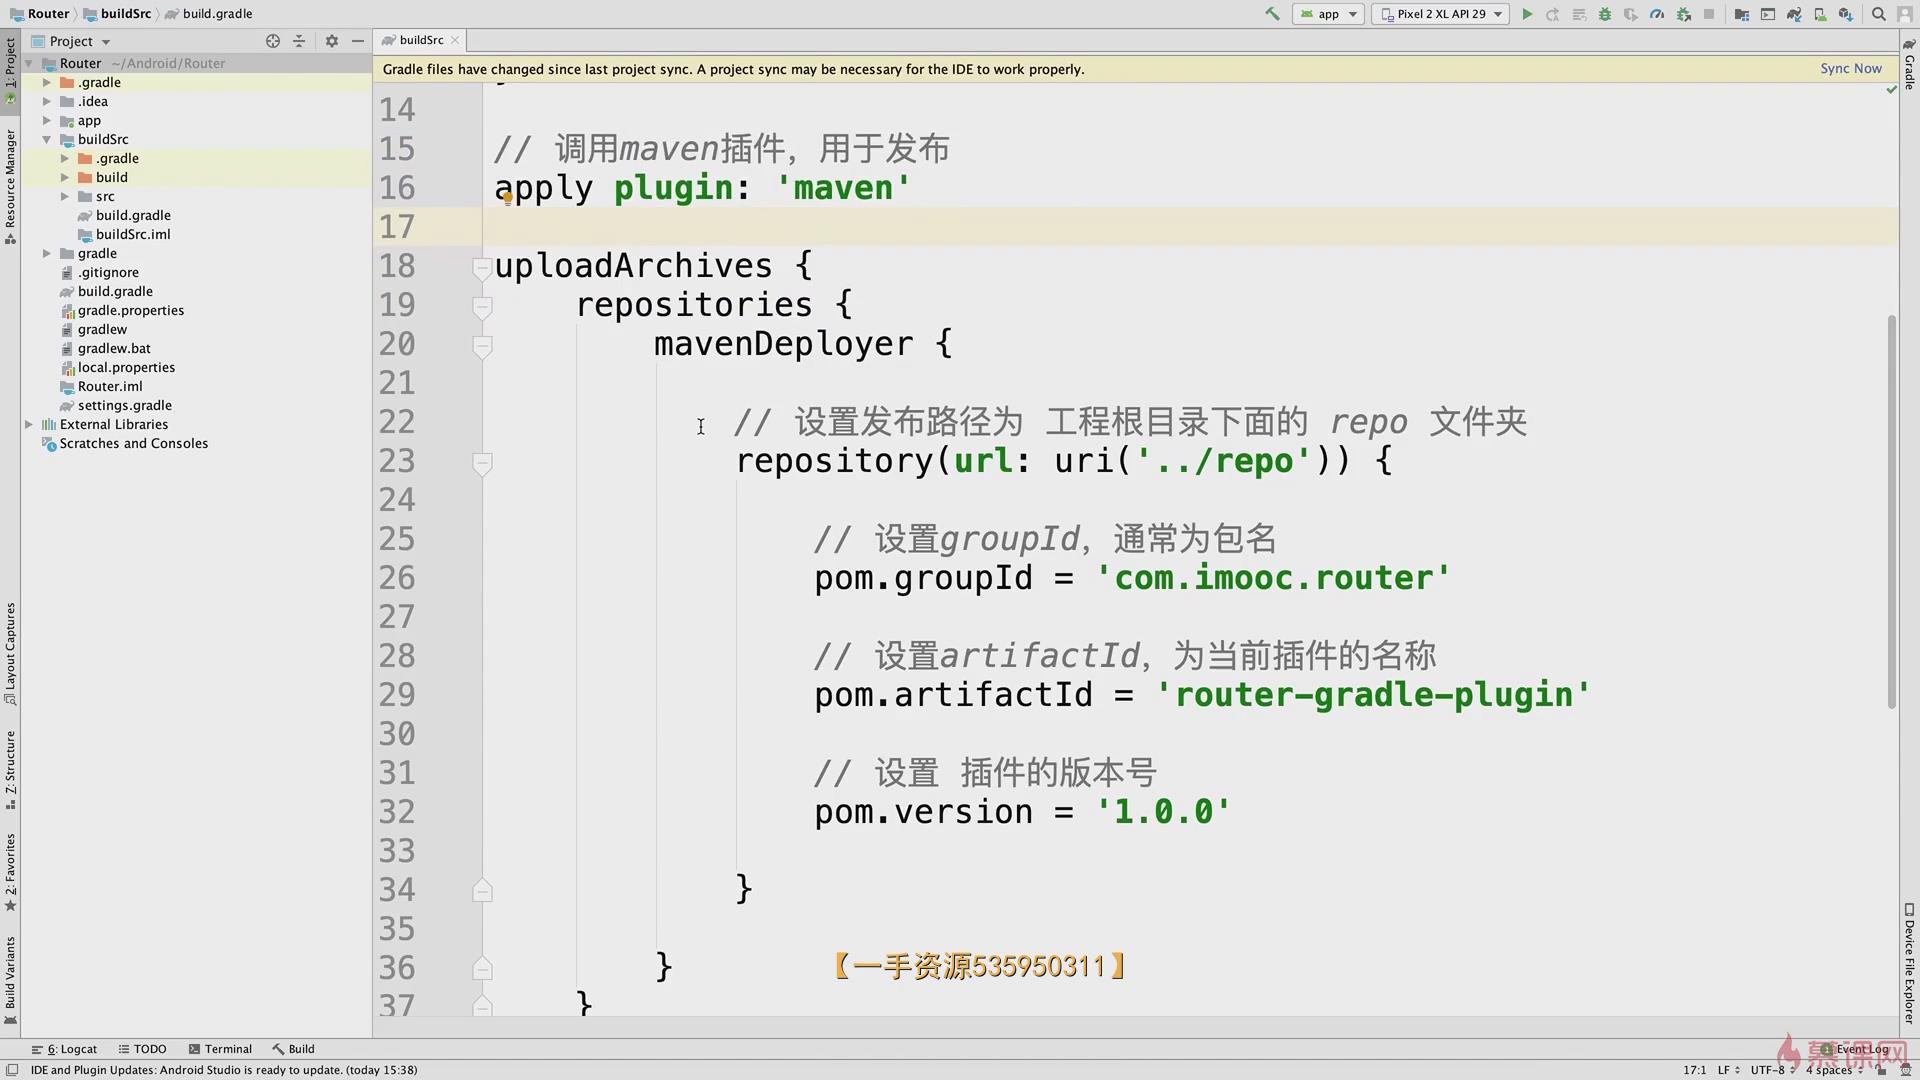 Router buildSrc build.gradle
app Pixel 2 XL API 29
Project
buildSrc
Router ~/Android/Router
.gradle
.idea
app
buildSrc
.gradle
build
src
build.gradle
buildSrc.iml
gradle
.gitignore
build.gradle
gradle.properties
gradlew
gradlew.bat
local.properties
Router.iml
settings.gradle
External Libraries
Scratches and Consoles
1: Project
Resource Manager
Layout Captures
7: Structure
2: Favorites
Build Variants
Gradle files have changed since last project sync. A project sync may be necessary for the IDE to work properly. Sync Now
14
15 // 调用maven插件，用于发布
16 apply plugin: 'maven'
17
18 uploadArchives {
19 repositories {
20 mavenDeployer {
21
22 // 设置发布路径为 工程根目录下面的 repo 文件夹
23 repository(url: uri('../repo')) {
24
25 // 设置groupId，通常为包名
26 pom.groupId = 'com.imooc.router'
27
28 // 设置artifactId，为当前插件的名称
29 pom.artifactId = 'router-gradle-plugin'
30
31 // 设置 插件的版本号
32 pom.version = '1.0.0'
33
34 }
35
36 }
37 }
【一手资源535950311】
Gradle
Device File Explorer
6: Logcat TODO Terminal Build Event Log
慕课网
IDE and Plugin Updates: Android Studio is ready to update. (today 15:38) 17:1 LF UTF-8 4 spaces